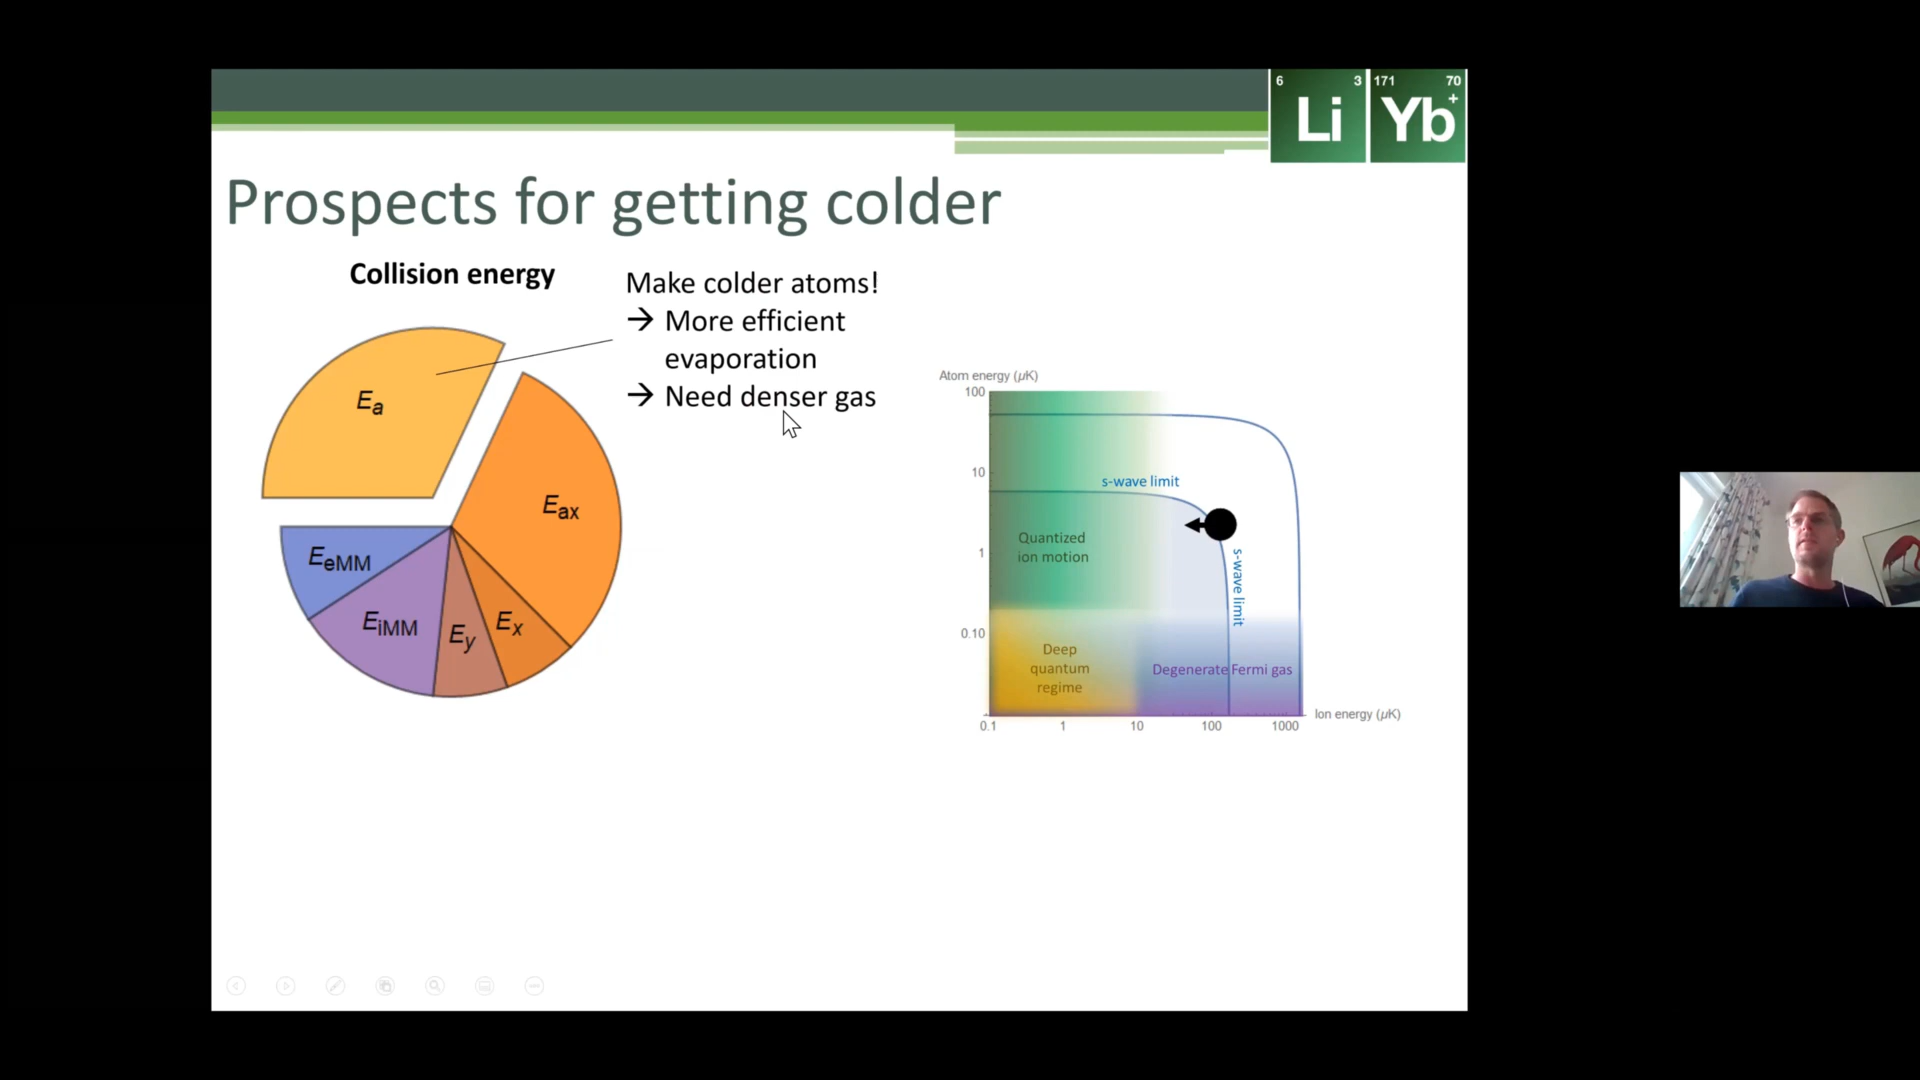 6 3 171 70
Li Yb+
Prospects for getting colder
Collision energy
Make colder atoms!
→ More efficient
evaporation
→ Need denser gas
Ea
Eax
EeMM
EiMM
Ey
Ex
Atom energy (μK)
100
10
1
0.10
s-wave limit
s-wave limit
Quantized
ion motion
Deep
quantum
regime
Degenerate Fermi gas
0.1 1 10 100 1000
Ion energy (μK)